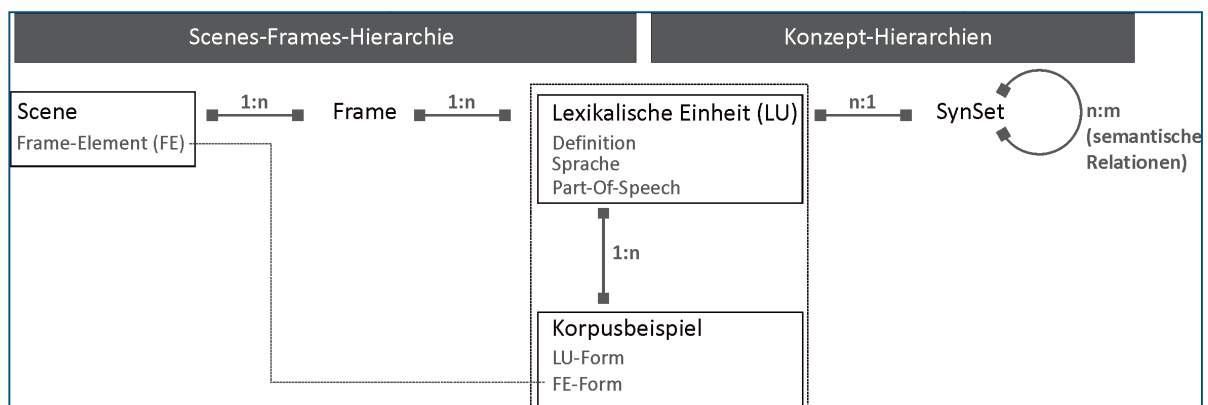 Scenes-Frames-Hierarchie
Konzept-Hierarchien
Scene
Frame-Element (FE)
1:n
Frame
1:n
Lexikalische Einheit (LU)
Definition
Sprache
Part-Of-Speech
n:1
SynSet
n:m
(semantische
Relationen)
1:n
Korpusbeispiel
LU-Form
FE-Form